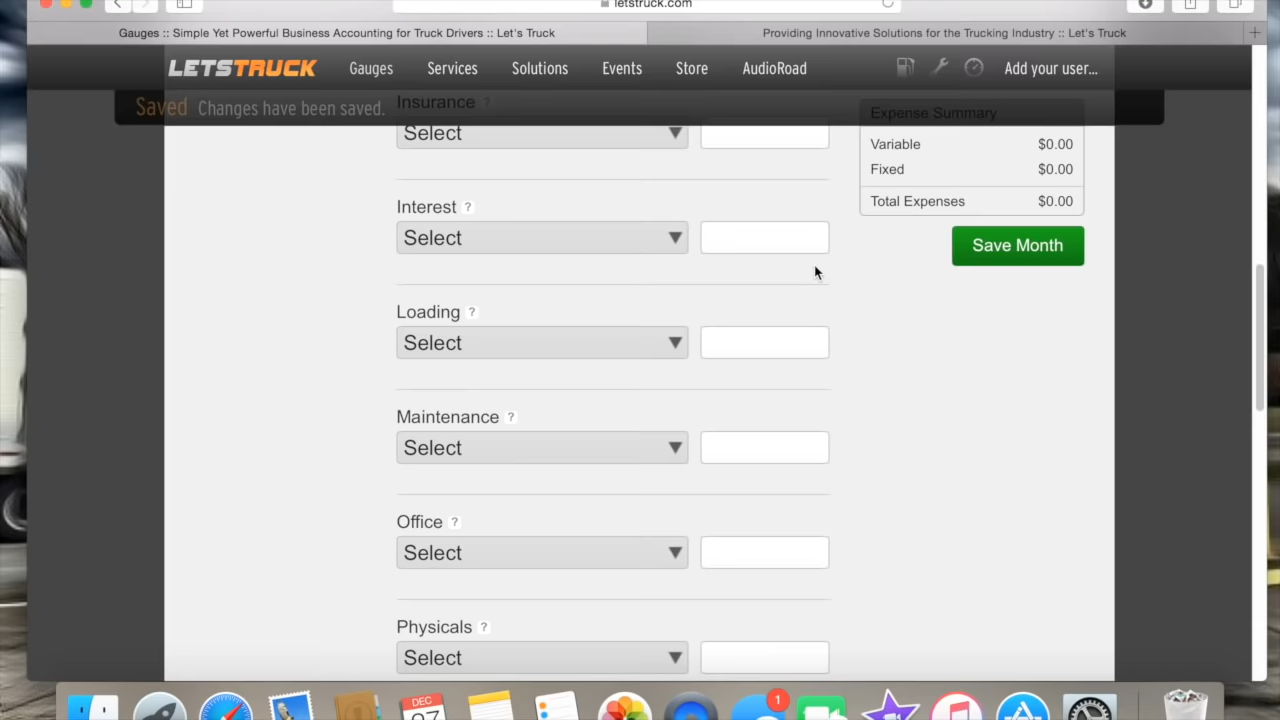 letstruck.com
Gauges :: Simple Yet Powerful Business Accounting for Truck Drivers :: Let's Truck
Providing Innovative Solutions for the Trucking Industry :: Let's Truck
LETSTRUCK Gauges Services Solutions Events Store AudioRoad Add your user...
Saved Changes have been saved.
Insurance ?
Select
Interest ?
Select
Loading ?
Select
Maintenance ?
Select
Office ?
Select
Physicals ?
Select
Expense Summary
Variable $0.00
Fixed $0.00
Total Expenses $0.00
Save Month
DEC
1